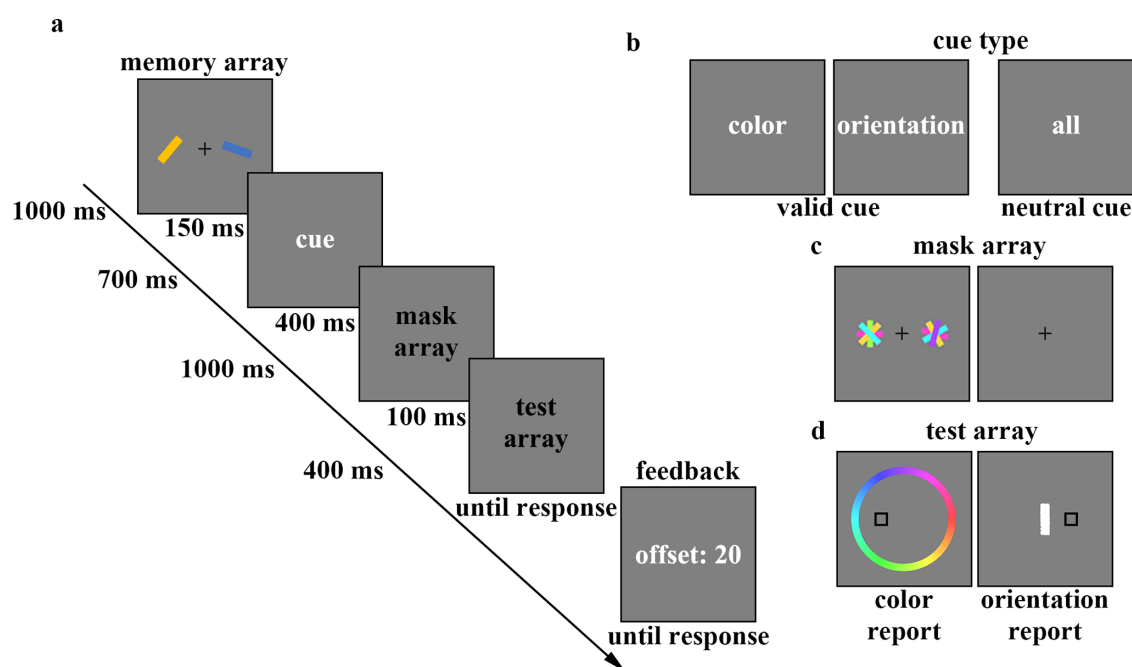 a
memory array
1000 ms
150 ms
cue
700 ms
400 ms
mask
array
1000 ms
100 ms
test
array
400 ms
until response
feedback
offset: 20
until response
b
cue type
color
orientation
all
valid cue
neutral cue
c
mask array
d
test array
color
report
orientation
report